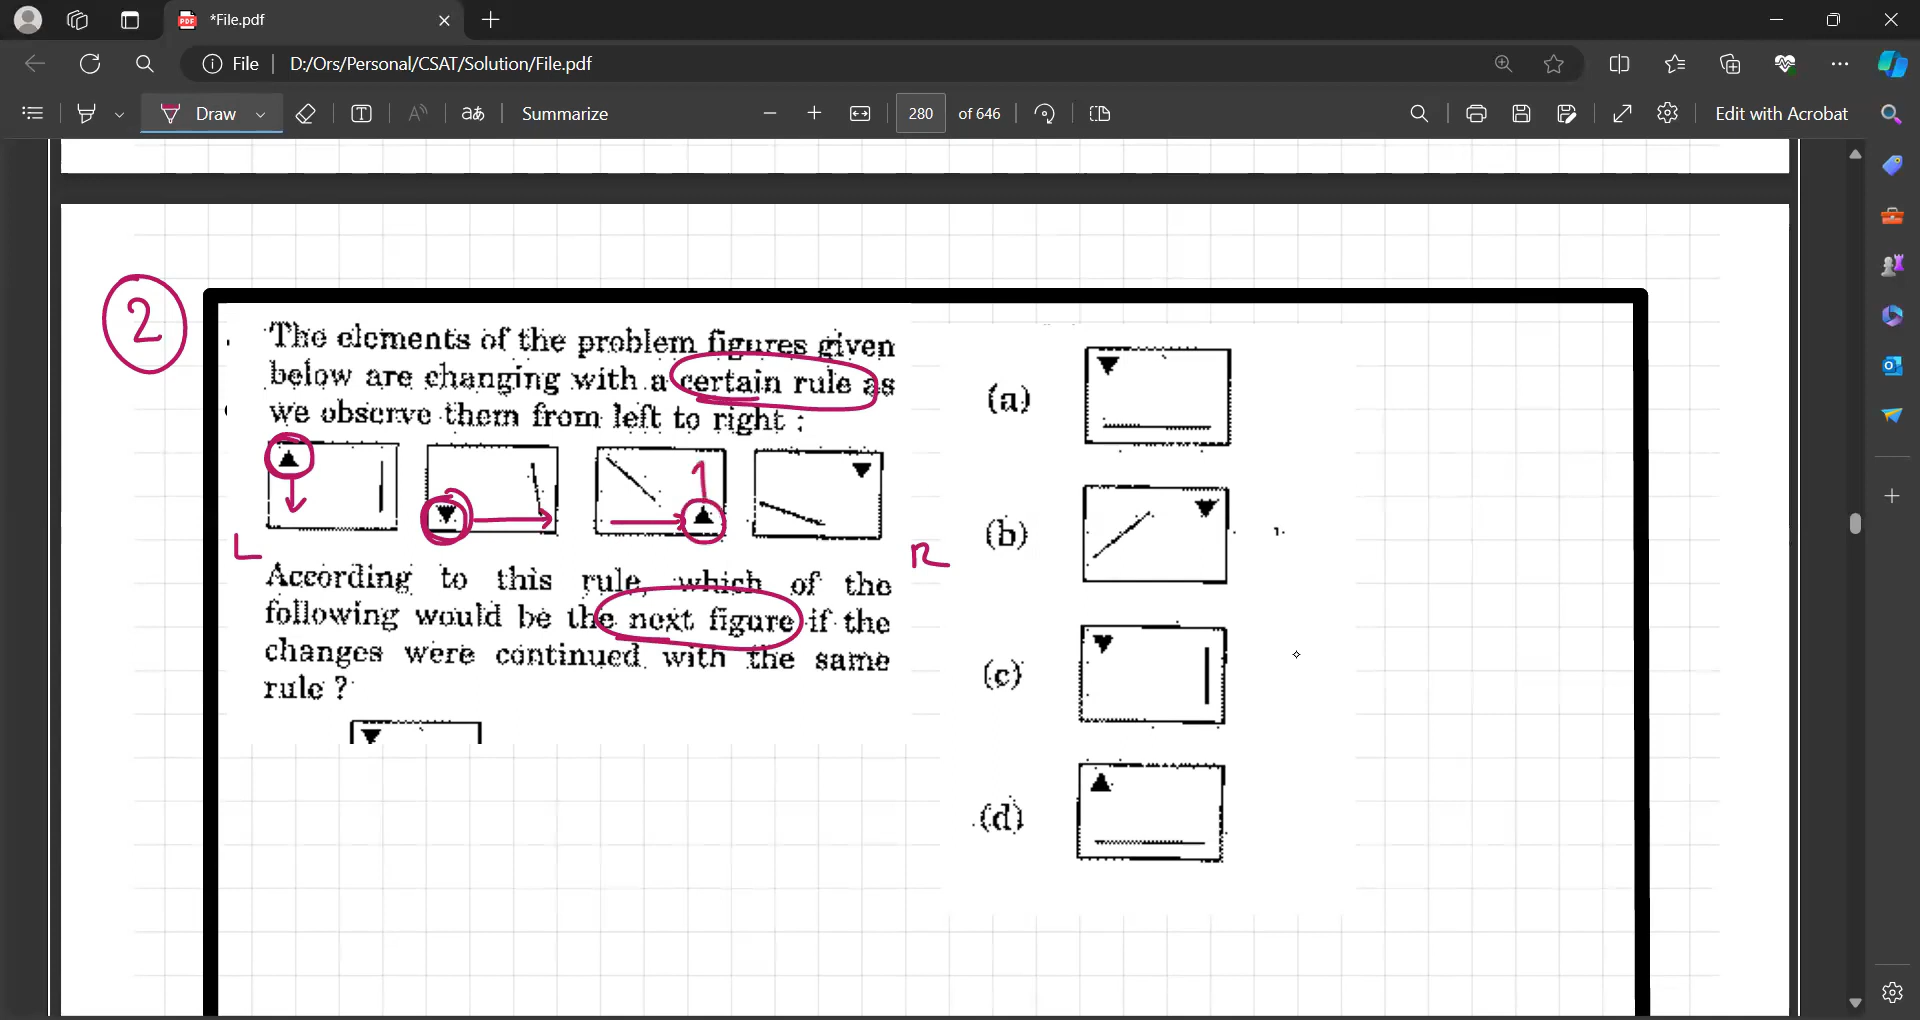 *File.pdf
File
D:/Ors/Personal/CSAT/Solution/File.pdf
Draw
aあ
Summarize
280 of 646
Edit with Acrobat
2
The elements of the problem figures given
below are changing with a certain rule as
we observe them from left to right :
L
R
According to this rule, which of the
following would be the next figure if the
changes were continued with the same
rule ?
(a)
(b)
(c)
(d)